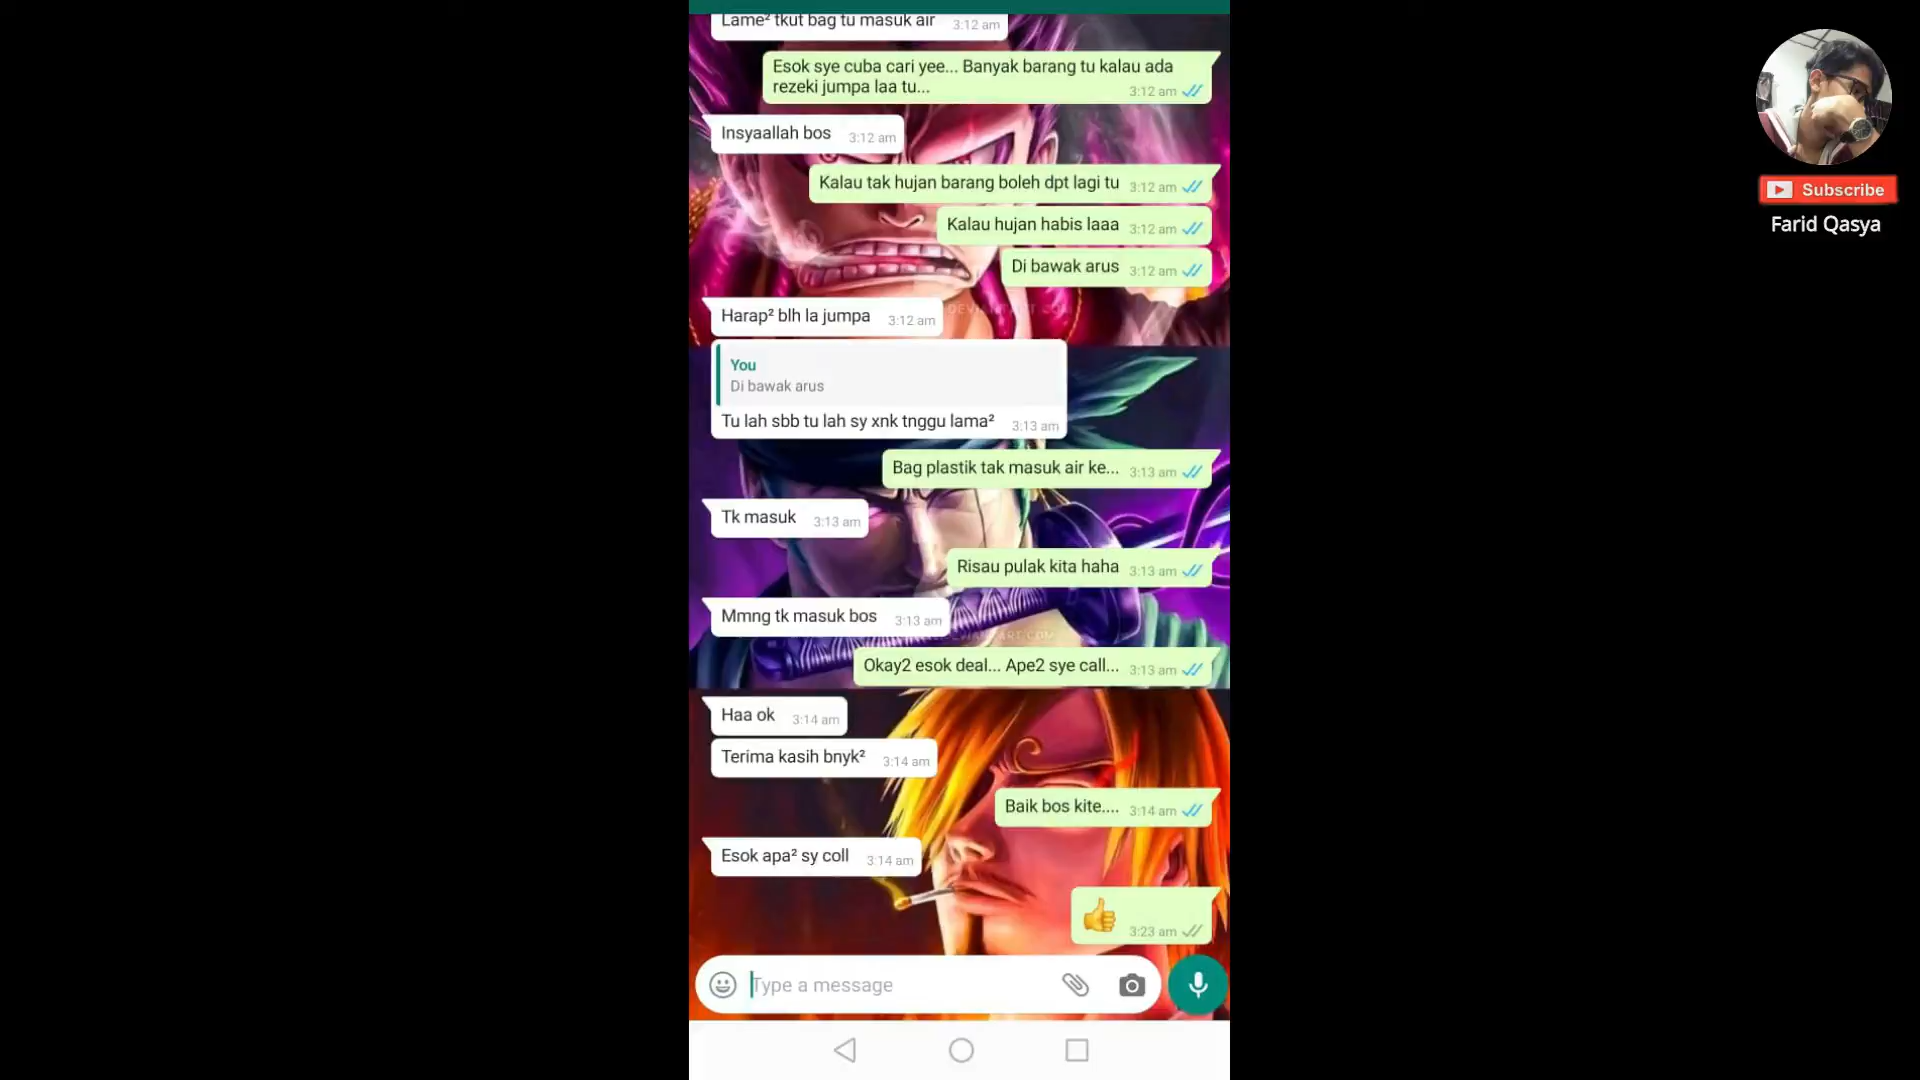 Lame² tkut bag tu masuk air 3:12 am
Esok sye cuba cari yee... Banyak barang tu kalau ada
rezeki jumpa laa tu... 3:12 am
Insyaallah bos 3:12 am
Kalau tak hujan barang boleh dpt lagi tu 3:12 am
Kalau hujan habis laaa 3:12 am
Di bawak arus 3:12 am
Harap² blh la jumpa 3:12 am
You
Di bawak arus
Tu lah sbb tu lah sy xnk tnggu lama² 3:13 am
Bag plastik tak masuk air ke... 3:13 am
Tk masuk 3:13 am
Risau pulak kita haha 3:13 am
Mmng tk masuk bos 3:13 am
Okay2 esok deal... Ape2 sye call... 3:13 am
Haa ok 3:14 am
Terima kasih bnyk² 3:14 am
Baik bos kite.... 3:14 am
Esok apa² sy coll 3:14 am
👍 3:23 am
Type a message
Subscribe
Farid Qasya